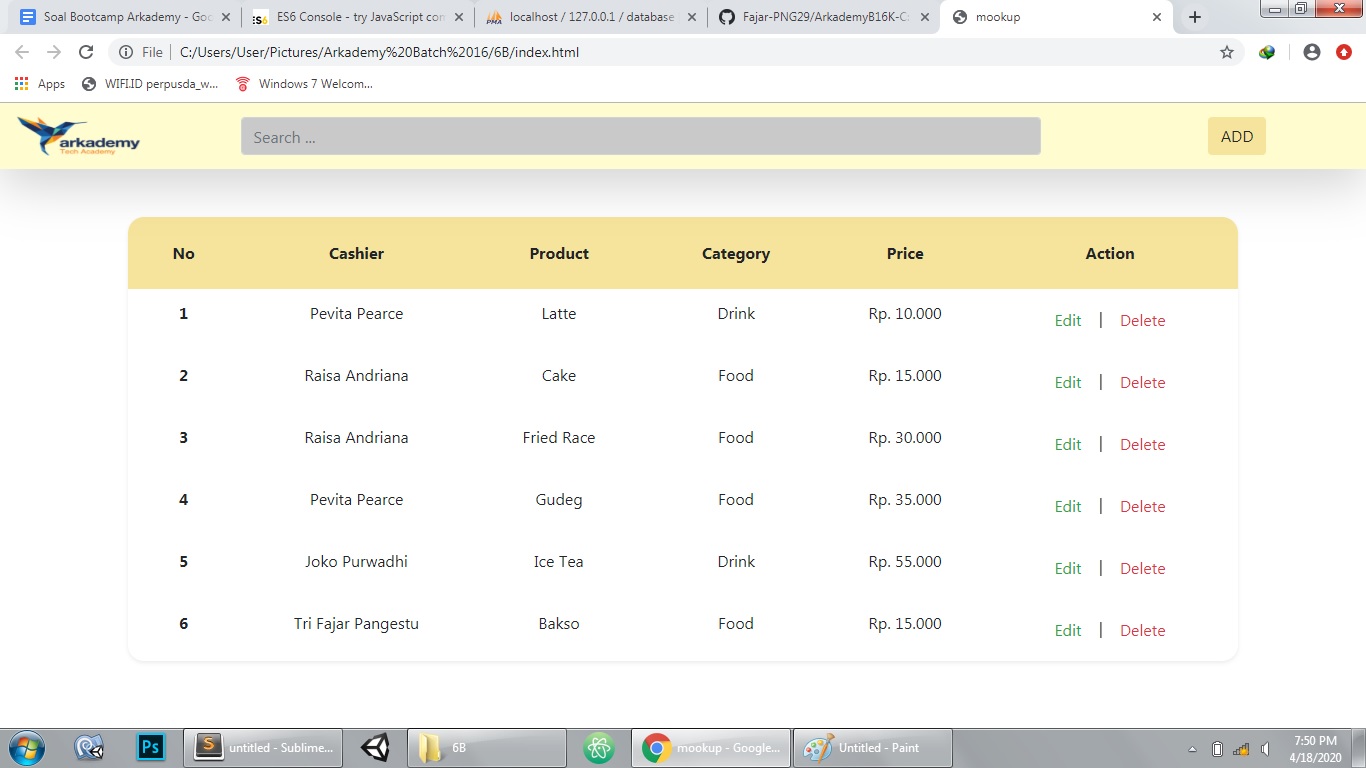 Soal Bootcamp Arkademy - Goo
ES6 Console - try JavaScript con
localhost / 127.0.0.1 / database
Fajar-PNG29/ArkademyB16K-C
mookup
File
C:/Users/User/Pictures/Arkademy%20Batch%2016/6B/index.html
Apps
WIFI.ID perpusda_w...
Windows 7 Welcom...
arkademy
Tech Academy
Search ...
ADD
No Cashier Product Category Price Action
1 Pevita Pearce Latte Drink Rp. 10.000 Edit | Delete
2 Raisa Andriana Cake Food Rp. 15.000 Edit | Delete
3 Raisa Andriana Fried Race Food Rp. 30.000 Edit | Delete
4 Pevita Pearce Gudeg Food Rp. 35.000 Edit | Delete
5 Joko Purwadhi Ice Tea Drink Rp. 55.000 Edit | Delete
6 Tri Fajar Pangestu Bakso Food Rp. 15.000 Edit | Delete
Ps
untitled - Sublime...
6B
mookup - Google...
Untitled - Paint
7:50 PM
4/18/2020